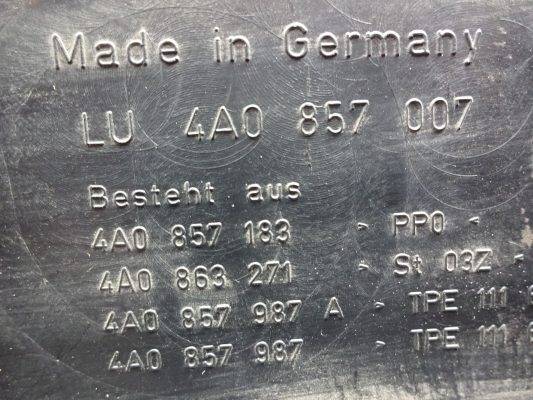 Made in Germany
LU 4A0 857 007
Besteht aus
4A0 857 183 > PPO <
4A0 863 271 > St 03Z <
4A0 857 987 A > TPE 111
4A0 857 987 > TPE 111